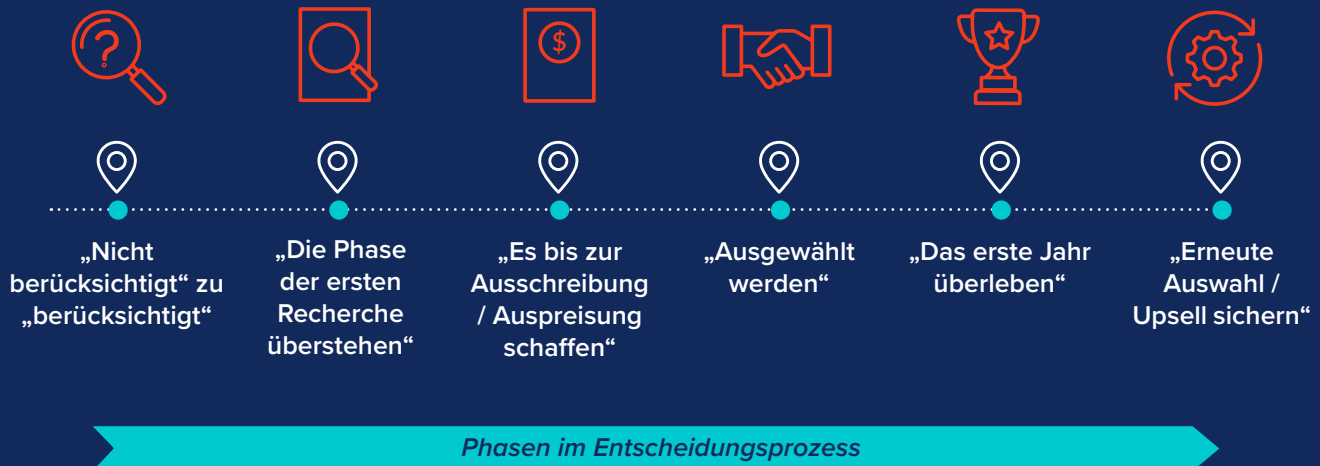 ?
$
„Nicht
berücksichtigt“ zu
„berücksichtigt“
„Die Phase
der ersten
Recherche
überstehen“
„Es bis zur
Ausschreibung
/ Auspreisung
schaffen“
„Ausgewählt
werden“
„Das erste Jahr
überleben“
„Erneute
Auswahl /
Upsell sichern“
Phasen im Entscheidungsprozess